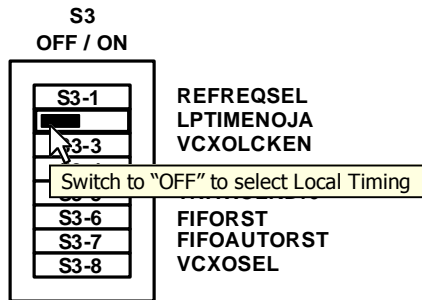 S3
OFF / ON
S3-1 REFREQSEL
LPTIMENOJA
S3-3 VCXOLCKEN
Switch to “OFF” to select Local Timing
S3-6 FIFORST
S3-7 FIFOAUTORST
S3-8 VCXOSEL